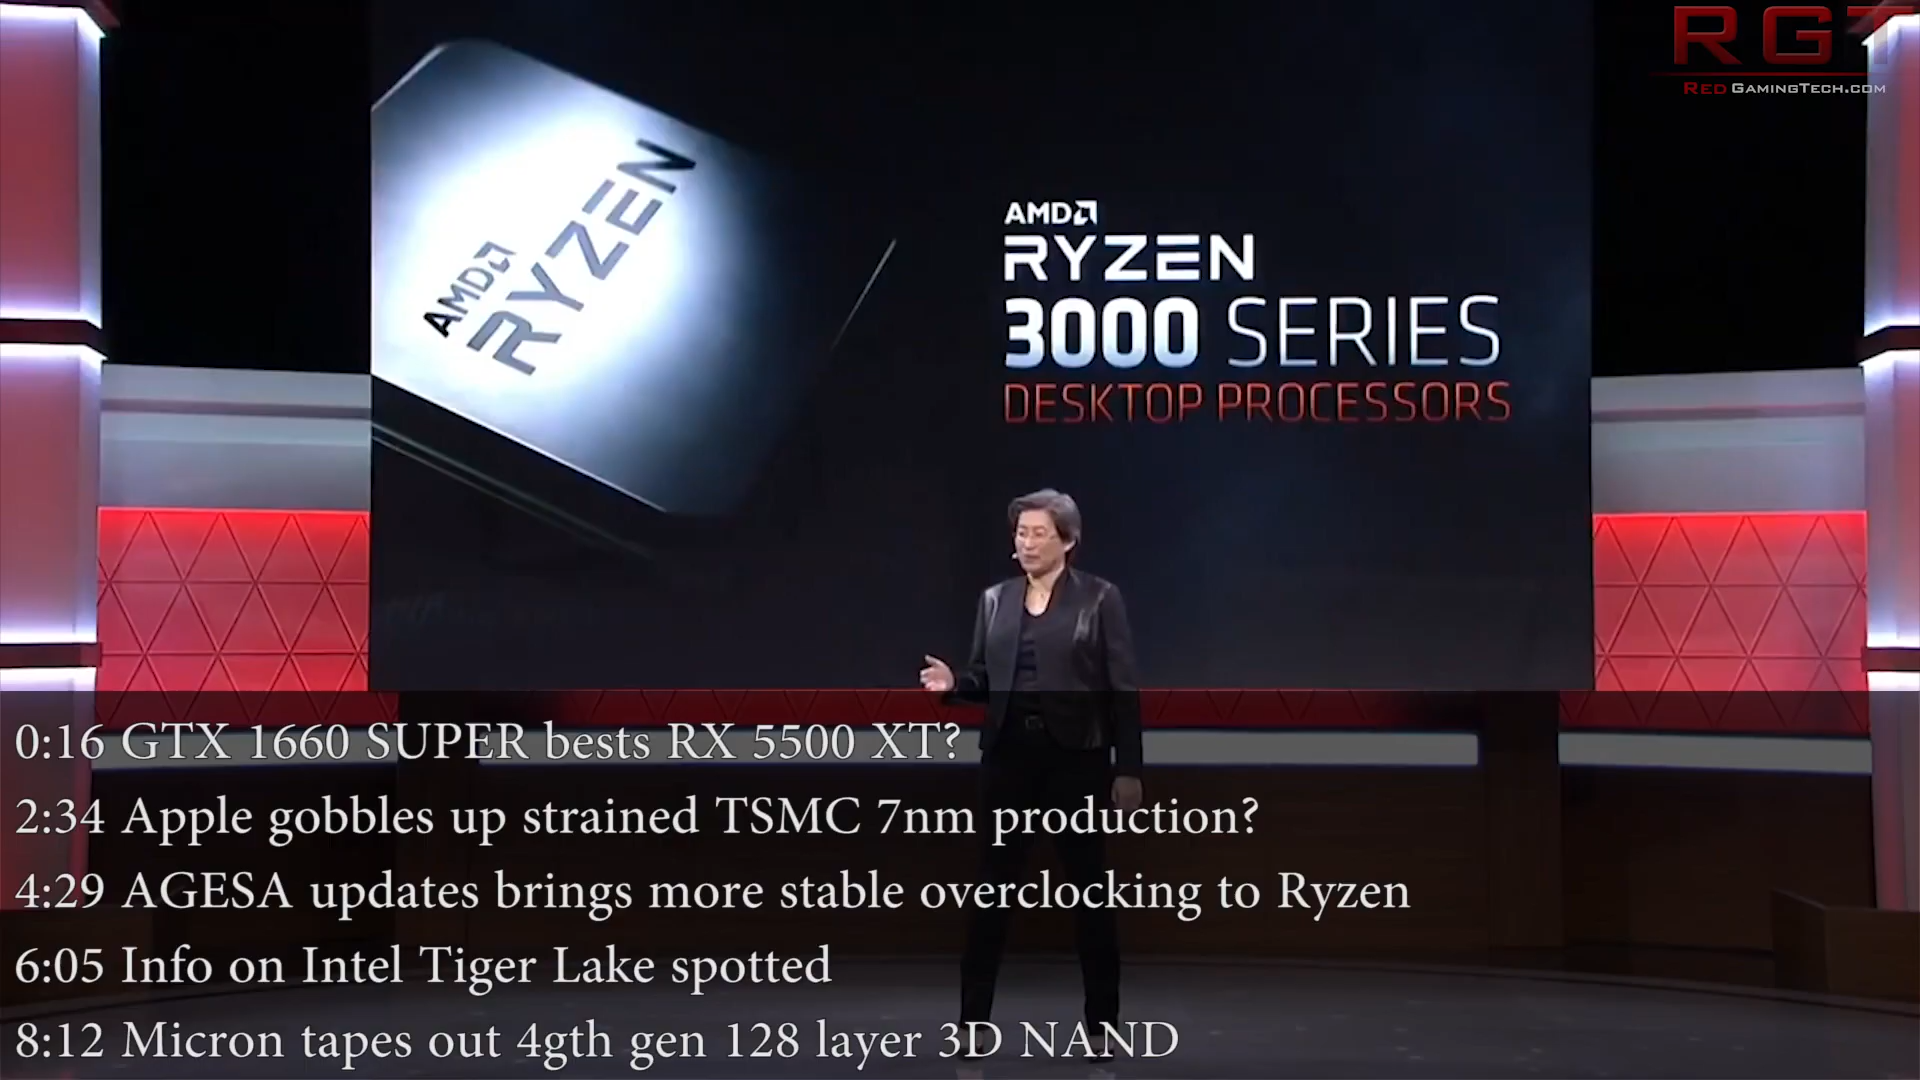 RGT
RED GAMINGTECH.COM
AMD
RYZEN
AMD
RYZEN
3000 SERIES
DESKTOP PROCESSORS
0:16 GTX 1660 SUPER bests RX 5500 XT?
2:34 Apple gobbles up strained TSMC 7nm production?
4:29 AGESA updates brings more stable overclocking to Ryzen
6:05 Info on Intel Tiger Lake spotted
8:12 Micron tapes out 4gth gen 128 layer 3D NAND